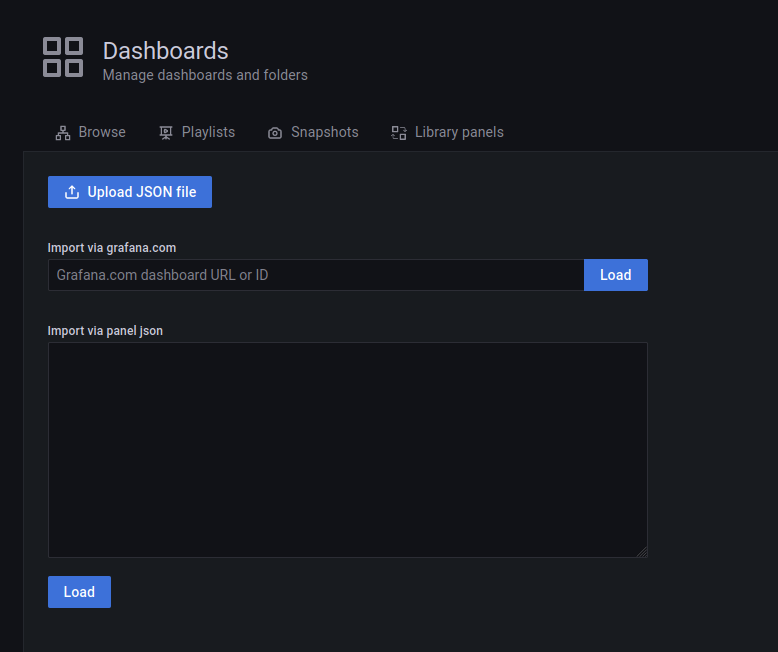 Dashboards
Manage dashboards and folders
Browse Playlists Snapshots Library panels
Upload JSON file
Import via grafana.com
Grafana.com dashboard URL or ID Load
Import via panel json
Load